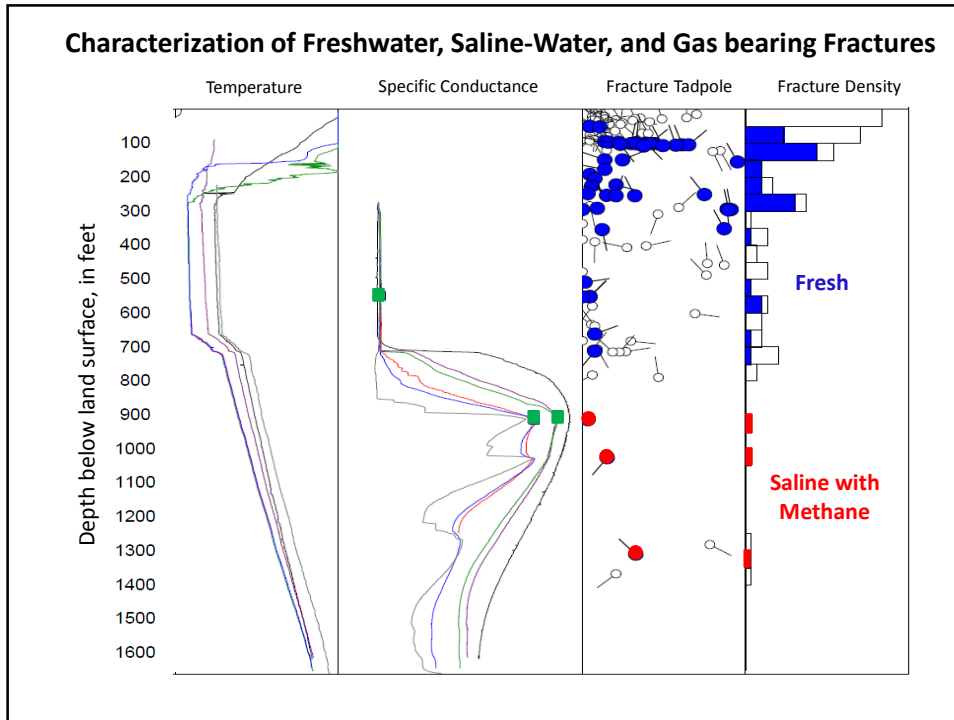 Characterization of Freshwater, Saline-Water, and Gas bearing Fractures
Temperature
Specific Conductance
Fracture Tadpole
Fracture Density
Depth below land surface, in feet
100
200
300
400
500
600
700
800
900
1000
1100
1200
1300
1400
1500
1600
Fresh
Saline with
Methane